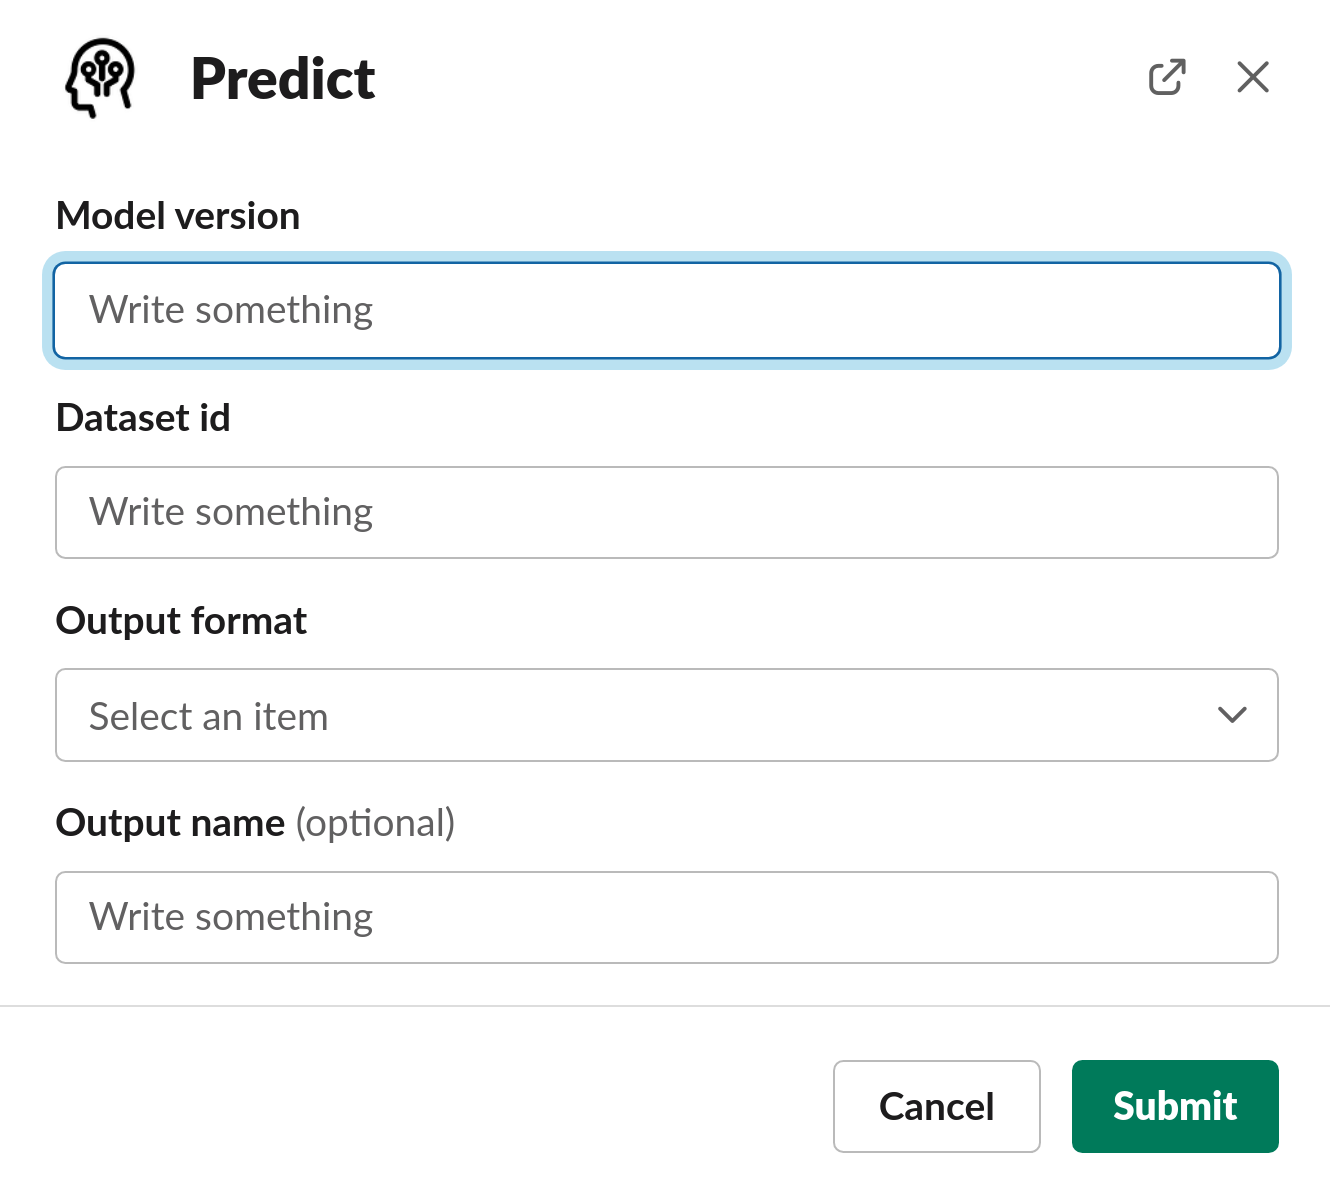 Predict
Model version
Write something
Dataset id
Write something
Output format
Select an item
Output name (optional)
Write something
Cancel
Submit